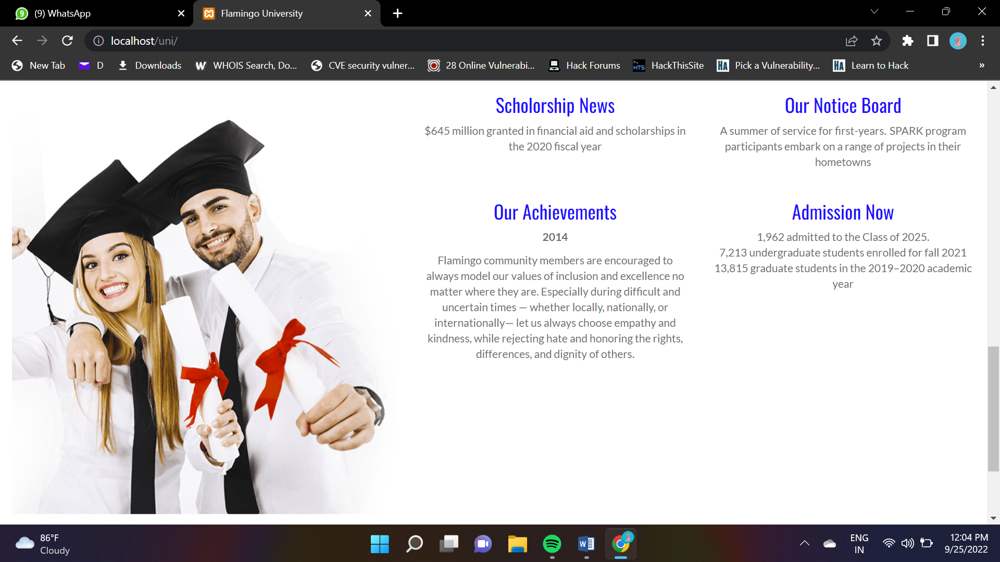 9 (9) WhatsApp
Flamingo University
localhost/uni/
New Tab D Downloads WHOIS Search, Do... CVE security vulner... 28 Online Vulnerabi... Hack Forums HTS HackThisSite HA Pick a Vulnerability... HA Learn to Hack »
Scholorship News
$645 million granted in financial aid and scholarships in
the 2020 fiscal year
Our Notice Board
A summer of service for first-years. SPARK program
participants embark on a range of projects in their
hometowns
Our Achievements
2014
Flamingo community members are encouraged to
always model our values of inclusion and excellence no
matter where they are. Especially during difficult and
uncertain times — whether locally, nationally, or
internationally— let us always choose empathy and
kindness, while rejecting hate and honoring the rights,
differences, and dignity of others.
Admission Now
1,962 admitted to the Class of 2025.
7,213 undergraduate students enrolled for fall 2021
13,815 graduate students in the 2019–2020 academic
year
86°F
Cloudy
W
ENG
IN
12:04 PM
9/25/2022